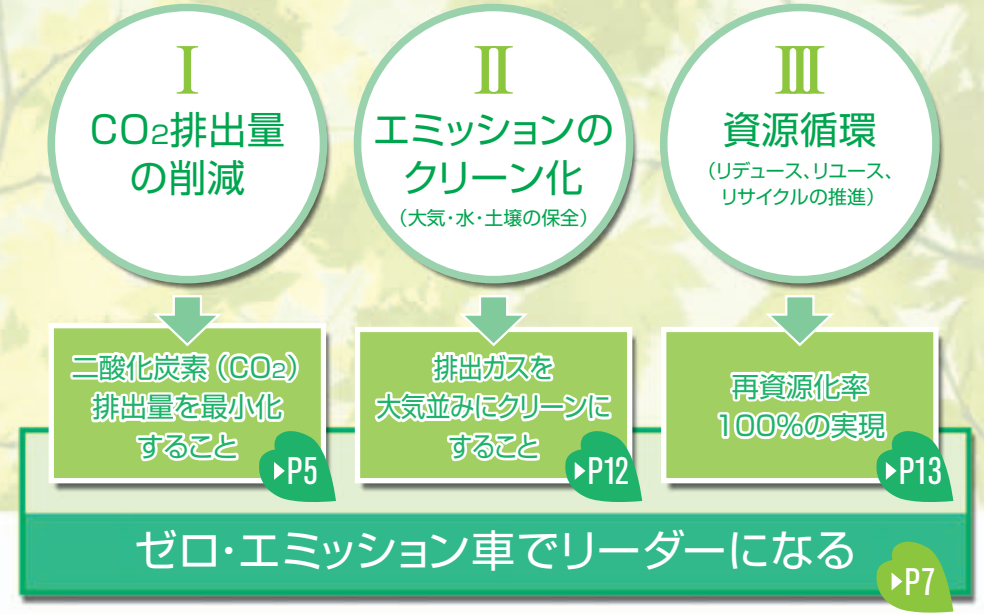 Ⅰ
CO2排出量
の削減
Ⅱ
エミッションの
クリーン化
（大気・水・土壌の保全）
Ⅲ
資源循環
（リデュース、リユース、
リサイクルの推進）
二酸化炭素（CO2）
排出量を最小化
すること
▶P5
排出ガスを
大気並みにクリーンに
すること
▶P12
再資源化率
100％の実現
▶P13
ゼロ・エミッション車でリーダーになる
▶P7